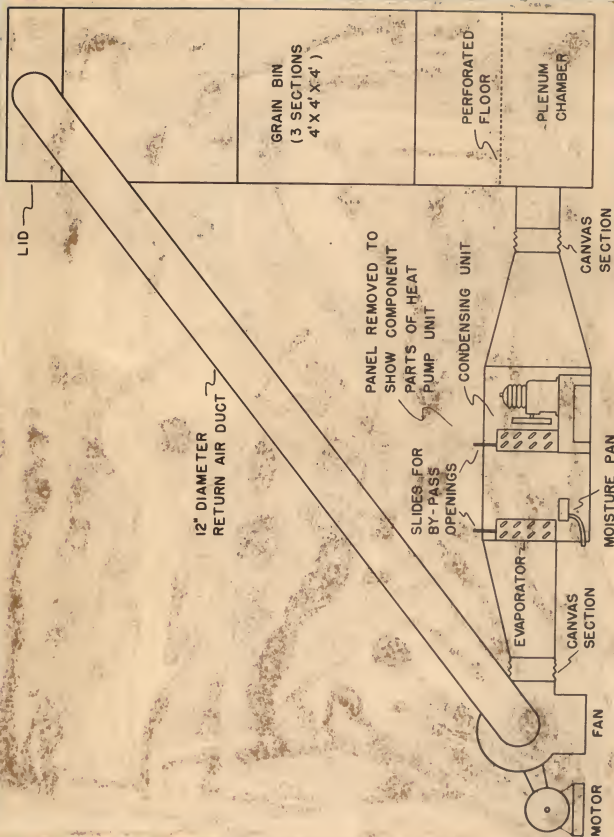 LID
GRAIN BIN
(3 SECTIONS
4' X 4' X 4')
PERFORATED
FLOOR
PLENUM
CHAMBER
12" DIAMETER
RETURN AIR DUCT
PANEL REMOVED TO
SHOW COMPONENT
PARTS OF HEAT
PUMP UNIT
CONDENSING UNIT
SLIDES FOR
BY-PASS
OPENINGS
CANVAS
SECTION
EVAPORATOR
MOISTURE PAN
CANVAS
SECTION
FAN
MOTOR